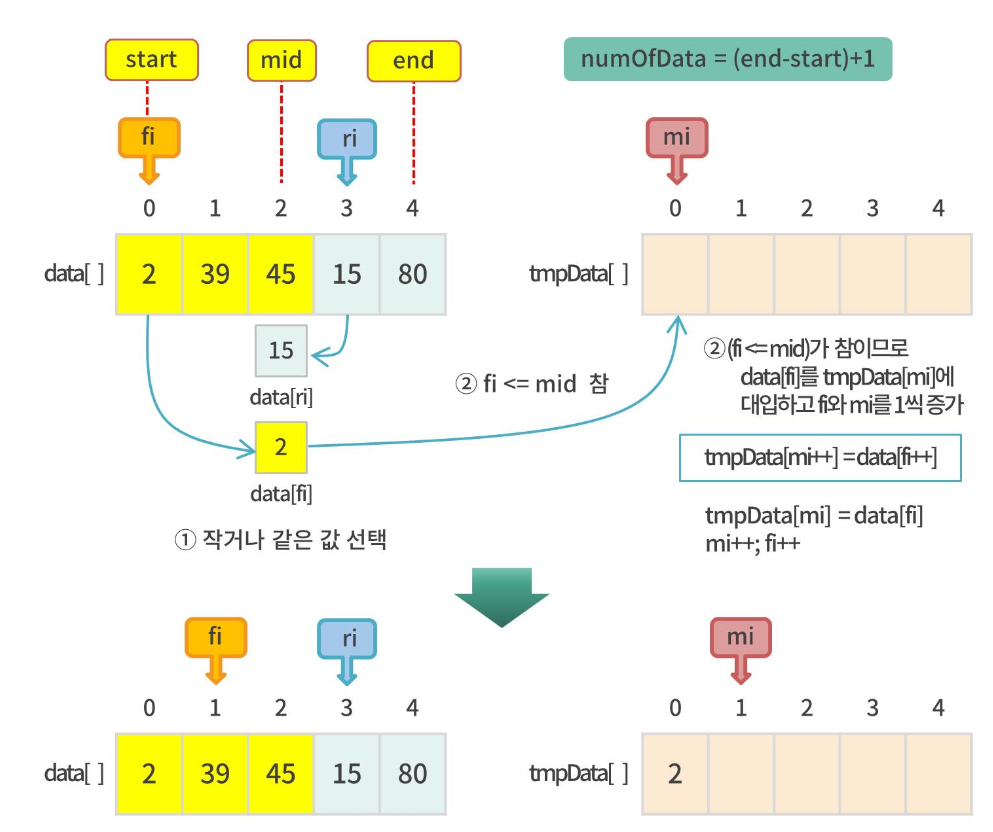 start mid end numOfData = (end-start)+1
fi ri mi
0 1 2 3 4 0 1 2 3 4
data[ ] 2 39 45 15 80 tmpData[ ]
15
data[ri]
② fi <= mid 참
②(fi <= mid)가 참이므로
data[fi]를 tmpData[mi]에
대입하고 fi와 mi를 1씩 증가
2
data[fi]
tmpData[mi++] = data[fi++]
① 작거나 같은 값 선택
tmpData[mi] = data[fi]
mi++; fi++
fi ri mi
0 1 2 3 4 0 1 2 3 4
data[ ] 2 39 45 15 80 tmpData[ ] 2